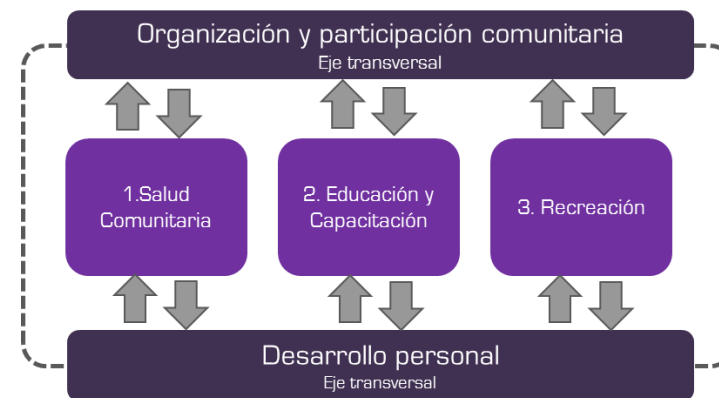 Organización y participación comunitaria
Eje transversal
1.Salud
Comunitaria
2. Educación y
Capacitación
3. Recreación
Desarrollo personal
Eje transversal